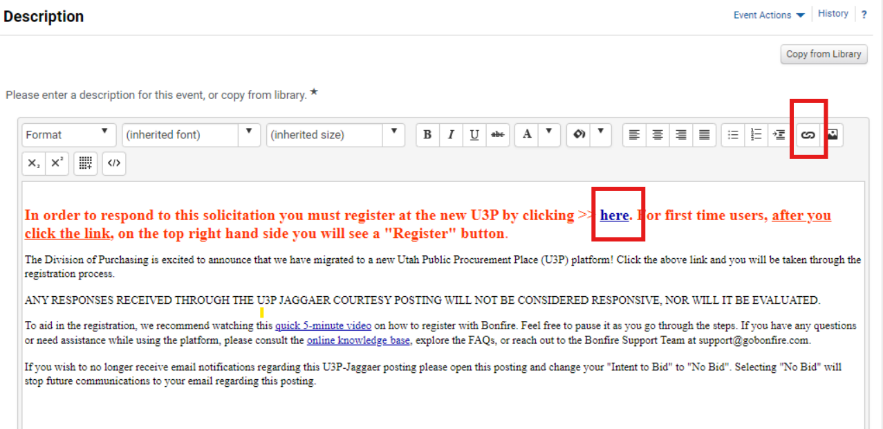 Description
Event Actions History ?
Copy from Library
Please enter a description for this event, or copy from library. ★
Format (inherited font) (inherited size) B I U abc A
X₂ X² </>
In order to respond to this solicitation you must register at the new U3P by clicking >> here. For first time users, after you
click the link, on the top right hand side you will see a "Register" button.
The Division of Purchasing is excited to announce that we have migrated to a new Utah Public Procurement Place (U3P) platform! Click the above link and you will be taken through the
registration process.
ANY RESPONSES RECEIVED THROUGH THE U3P JAGGAER COURTESY POSTING WILL NOT BE CONSIDERED RESPONSIVE, NOR WILL IT BE EVALUATED.
To aid in the registration, we recommend watching this quick 5-minute video on how to register with Bonfire. Feel free to pause it as you go through the steps. If you have any questions
or need assistance while using the platform, please consult the online knowledge base, explore the FAQs, or reach out to the Bonfire Support Team at support@gobonfire.com.
If you wish to no longer receive email notifications regarding this U3P-Jaggaer posting please open this posting and change your "Intent to Bid" to "No Bid". Selecting "No Bid" will
stop future communications to your email regarding this posting.